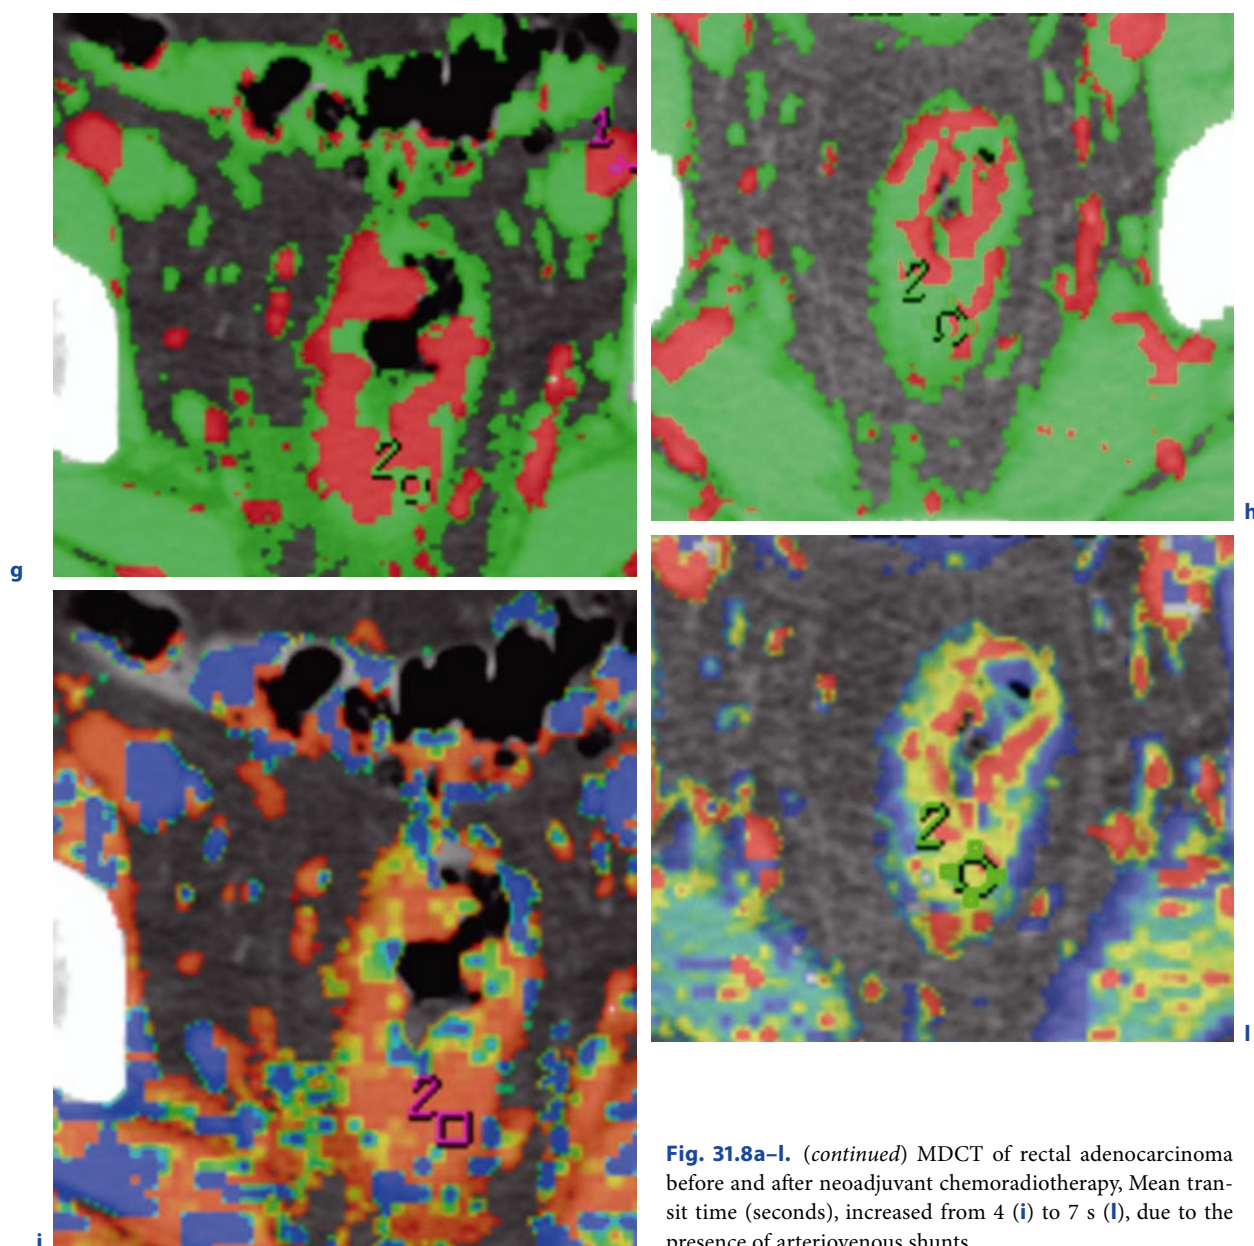 1
2
g
2
h
2
i
2
l
Fig. 31.8a–l. (continued) MDCT of rectal adenocarcinoma
before and after neoadjuvant chemoradiotherapy, Mean tran-
sit time (seconds), increased from 4 (i) to 7 s (l), due to the
presence of arteriovenous shunts